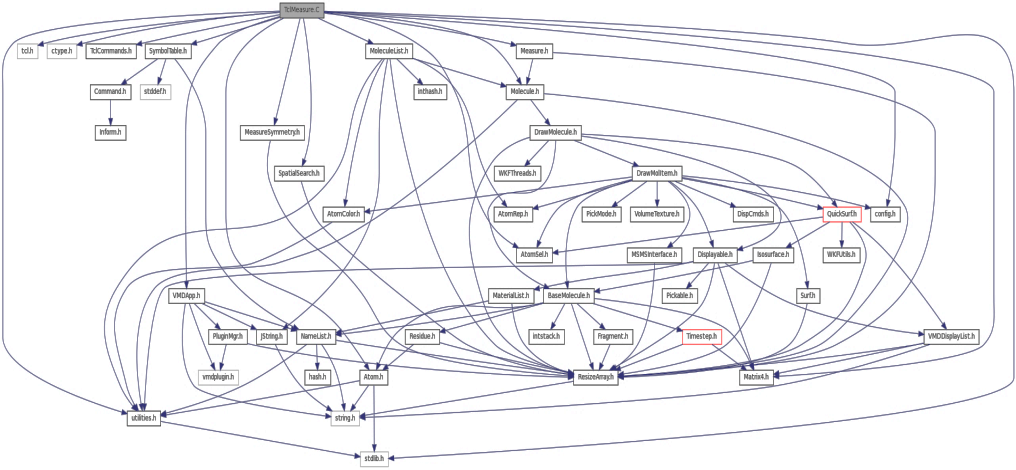 TclMeasure.C
tcl.h
ctype.h
TclCommands.h
SymbolTable.h
MoleculeList.h
Measure.h
Command.h
stddef.h
inthash.h
Molecule.h
Inform.h
MeasureSymmetry.h
DrawMolecule.h
SpatialSearch.h
WKFThreads.h
DrawMolItem.h
AtomColor.h
AtomRep.h
PickMode.h
VolumeTexture.h
DispCmds.h
QuickSurf.h
config.h
AtomSel.h
MSMSInterface.h
Displayable.h
Isosurface.h
WKFUtils.h
VMDApp.h
MaterialList.h
BaseMolecule.h
Pickable.h
Surf.h
PluginMgr.h
JString.h
NameList.h
Residue.h
intstack.h
Fragment.h
Timestep.h
VMDDisplayList.h
vmdplugin.h
hash.h
Atom.h
ResizeArray.h
Matrix4.h
utilities.h
string.h
stdlib.h